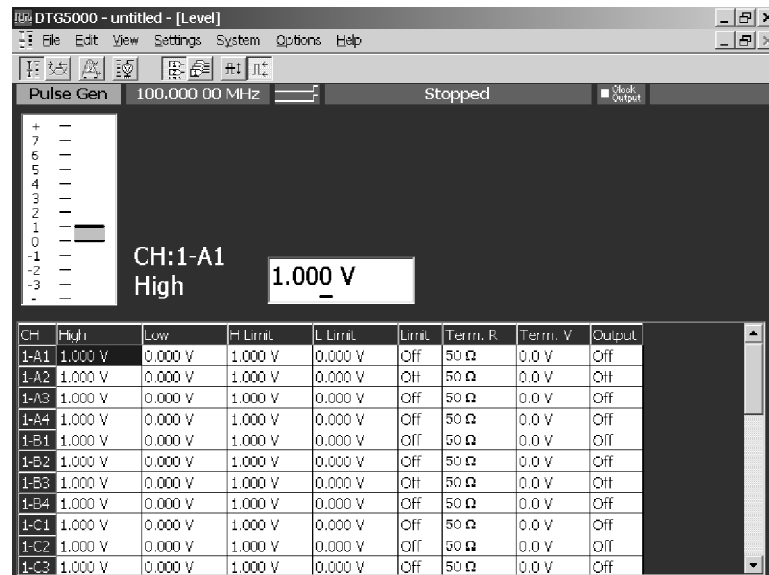 DTG5000 - untitled - [Level]
File Edit View Settings System Options Help
Pulse Gen 100.000 00 MHz Stopped Clock Output
+
7
6
5
4
3
2
1
0
-1
-2
-3
-
CH:1-A1
High 1.000 V
CH High Low H Limit L Limit Limit Term. R Term. V Output
1-A1 1.000 V 0.000 V 1.000 V 0.000 V Off 50 Ω 0.0 V Off
1-A2 1.000 V 0.000 V 1.000 V 0.000 V Off 50 Ω 0.0 V Off
1-A3 1.000 V 0.000 V 1.000 V 0.000 V Off 50 Ω 0.0 V Off
1-A4 1.000 V 0.000 V 1.000 V 0.000 V Off 50 Ω 0.0 V Off
1-B1 1.000 V 0.000 V 1.000 V 0.000 V Off 50 Ω 0.0 V Off
1-B2 1.000 V 0.000 V 1.000 V 0.000 V Off 50 Ω 0.0 V Off
1-B3 1.000 V 0.000 V 1.000 V 0.000 V Off 50 Ω 0.0 V Off
1-B4 1.000 V 0.000 V 1.000 V 0.000 V Off 50 Ω 0.0 V Off
1-C1 1.000 V 0.000 V 1.000 V 0.000 V Off 50 Ω 0.0 V Off
1-C2 1.000 V 0.000 V 1.000 V 0.000 V Off 50 Ω 0.0 V Off
1-C3 1.000 V 0.000 V 1.000 V 0.000 V Off 50 Ω 0.0 V Off